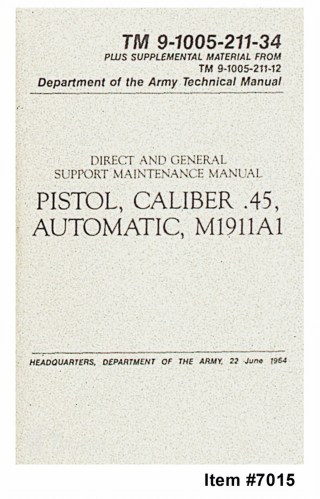 TM 9-1005-211-34
PLUS SUPPLEMENTAL MATERIAL FROM
TM 9-1005-211-12
Department of the Army Technical Manual
DIRECT AND GENERAL
SUPPORT MAINTENANCE MANUAL
PISTOL, CALIBER .45,
AUTOMATIC, M1911A1
HEADQUARTERS, DEPARTMENT OF THE ARMY, 22 June 1964
Item #7015